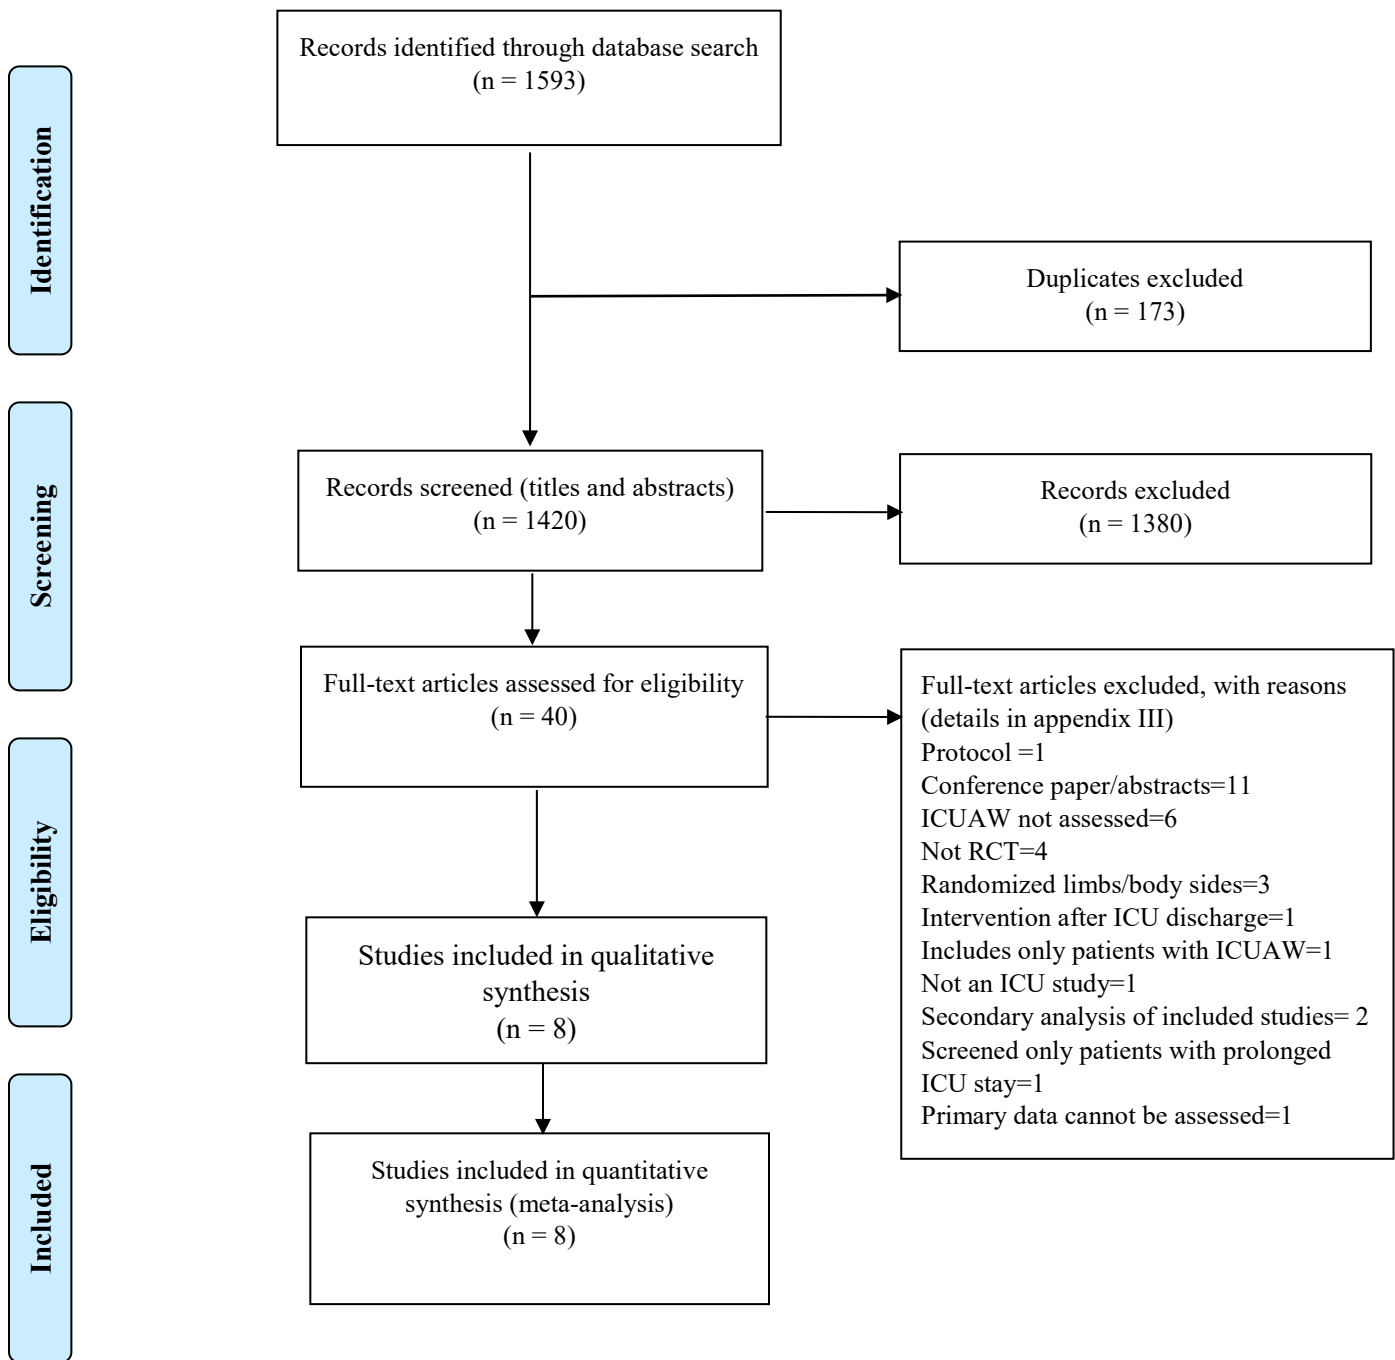 Records identified through database search
(n = 1593)
Identification
Duplicates excluded
(n = 173)
Records screened (titles and abstracts)
(n = 1420)
Records excluded
(n = 1380)
Screening
Full-text articles assessed for eligibility
(n = 40)
Full-text articles excluded, with reasons
(details in appendix III)
Protocol =1
Conference paper/abstracts=11
ICUAW not assessed=6
Not RCT=4
Randomized limbs/body sides=3
Intervention after ICU discharge=1
Includes only patients with ICUAW=1
Not an ICU study=1
Secondary analysis of included studies= 2
Screened only patients with prolonged
ICU stay=1
Primary data cannot be assessed=1
Eligibility
Studies included in qualitative
synthesis
(n = 8)
Included
Studies included in quantitative
synthesis (meta-analysis)
(n = 8)